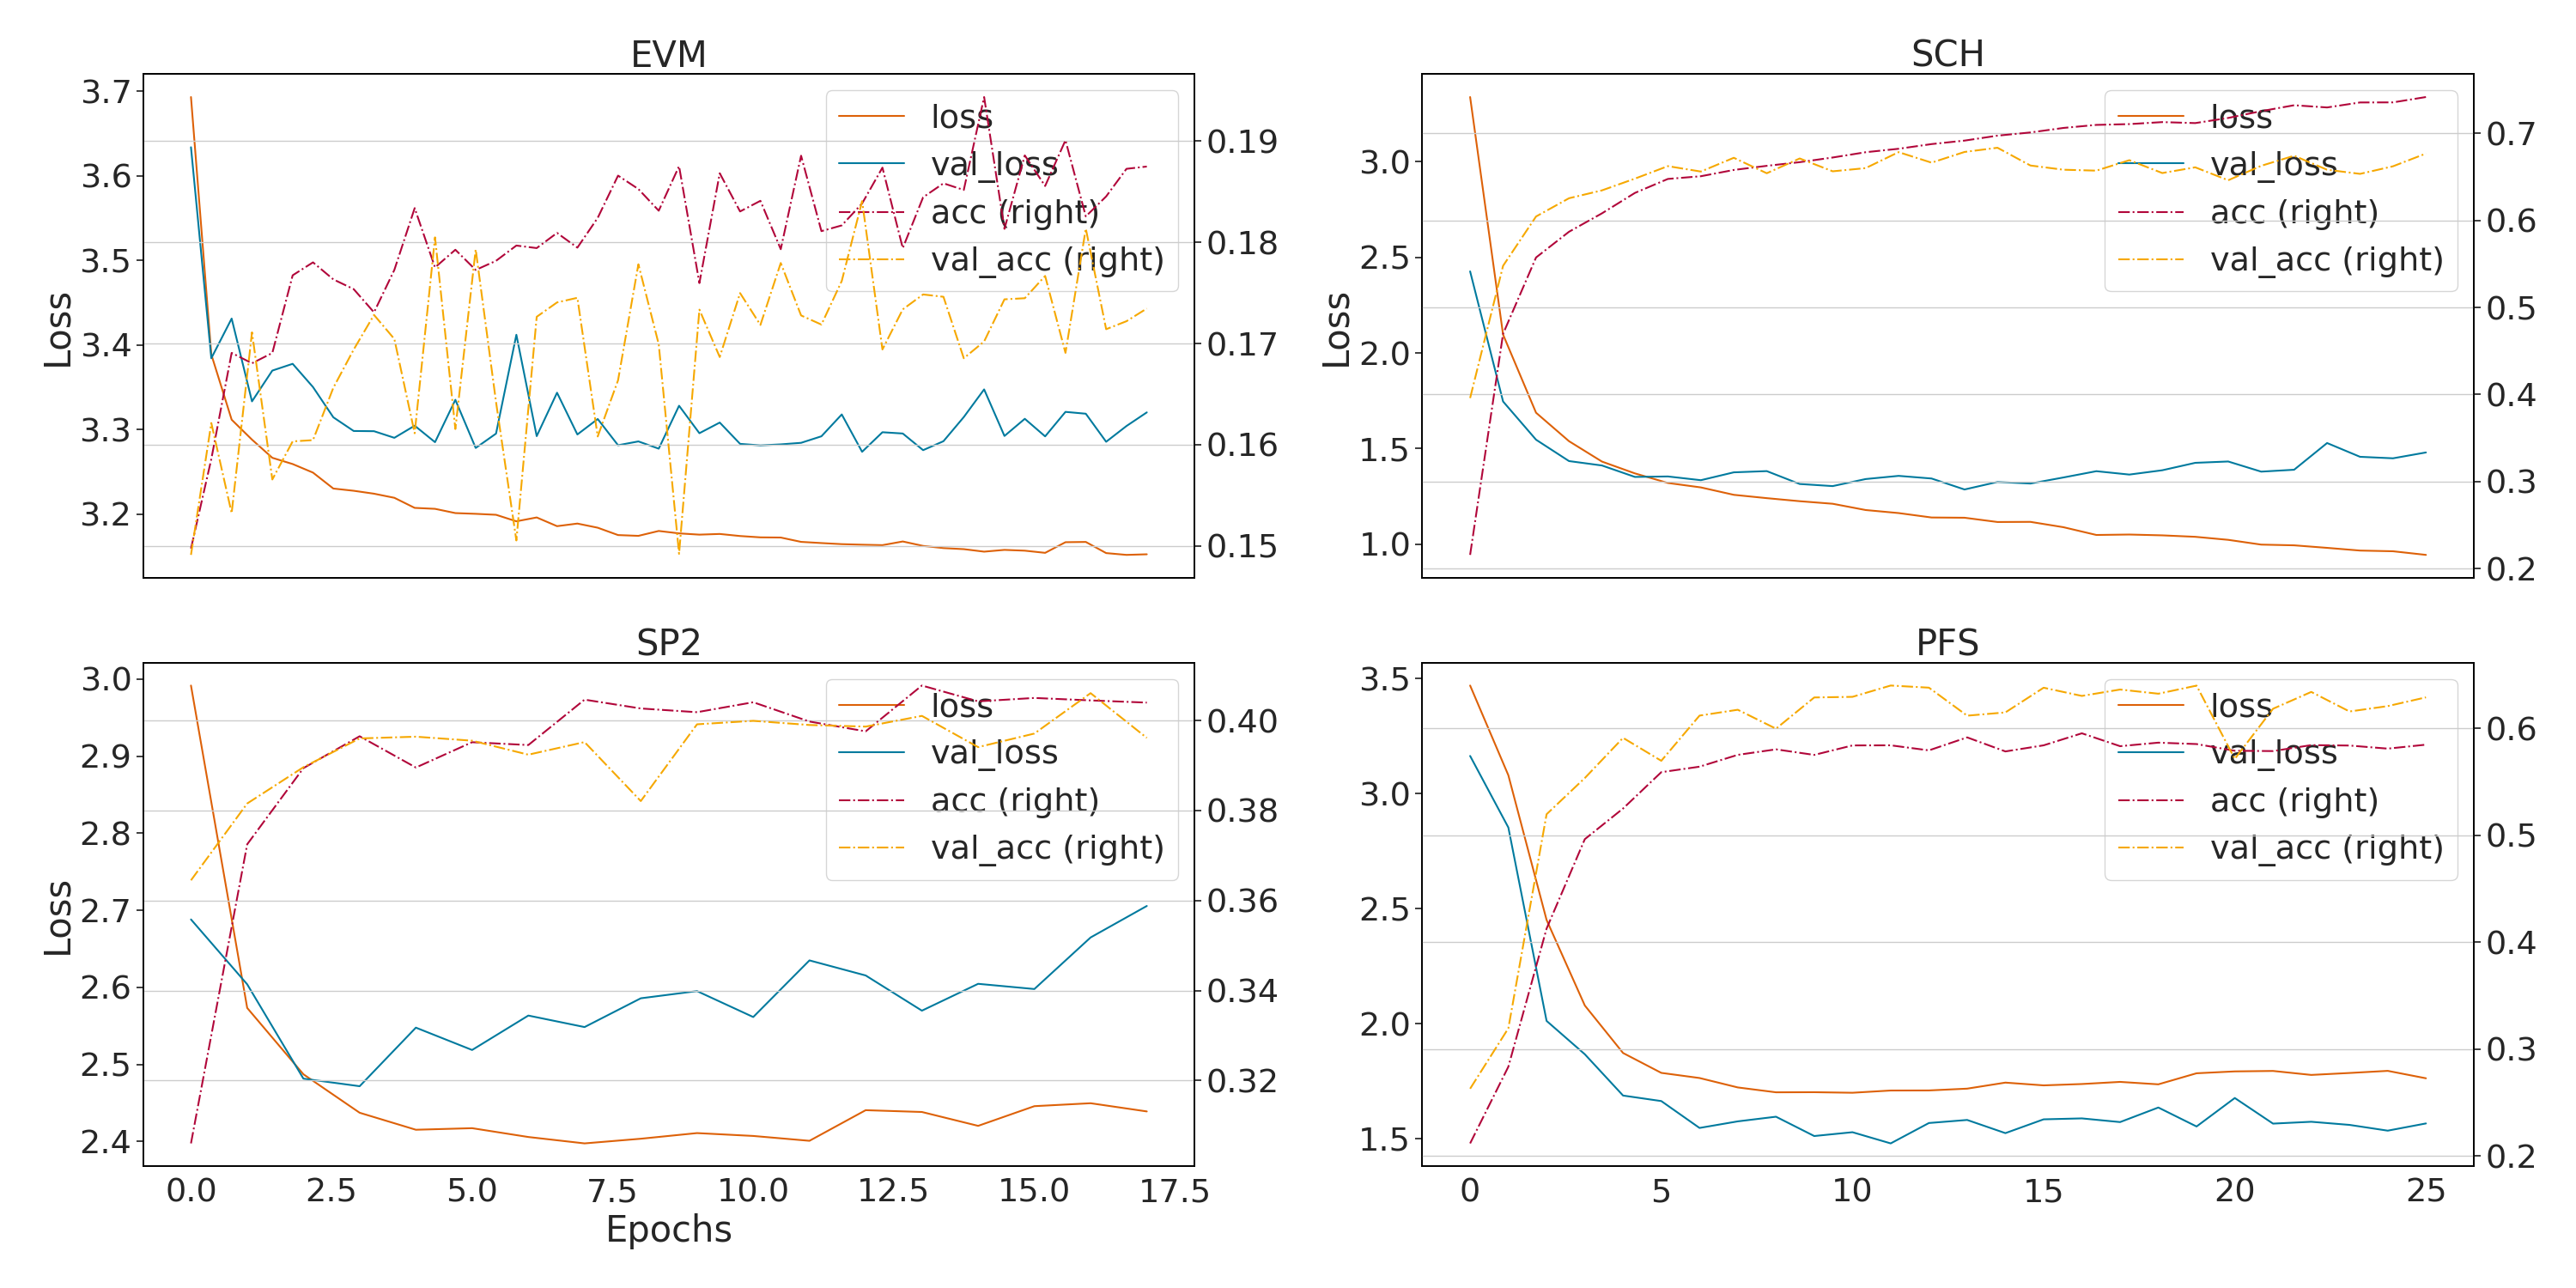 EVM
3.7
3.6
3.5
3.4
3.3
3.2
Loss
loss
val_loss
acc (right)
val_acc (right)
0.19
0.18
0.17
0.16
0.15
SCH
3.0
2.5
2.0
1.5
1.0
Loss
loss
val_loss
acc (right)
val_acc (right)
0.7
0.6
0.5
0.4
0.3
0.2
SP2
3.0
2.9
2.8
2.7
2.6
2.5
2.4
Loss
loss
val_loss
acc (right)
val_acc (right)
0.40
0.38
0.36
0.34
0.32
0.0 2.5 5.0 7.5 10.0 12.5 15.0 17.5
Epochs
PFS
3.5
3.0
2.5
2.0
1.5
loss
val_loss
acc (right)
val_acc (right)
0.6
0.5
0.4
0.3
0.2
0 5 10 15 20 25